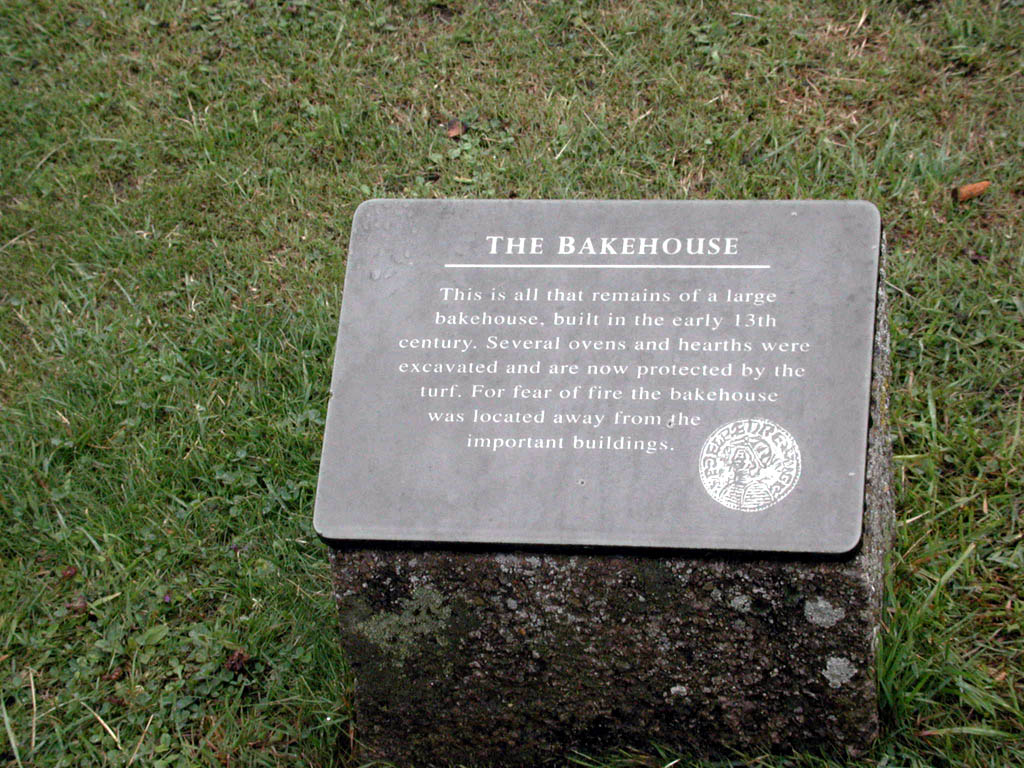 THE BAKEHOUSE
This is all that remains of a large
bakehouse, built in the early 13th
century. Several ovens and hearths were
excavated and are now protected by the
turf. For fear of fire the bakehouse
was located away from the
important buildings.